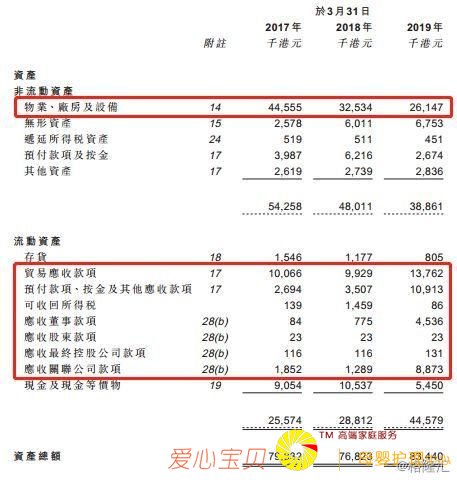 於3月31日
2017年 2018年 2019年
附註 千港元 千港元 千港元
資產
非流動資產
物業、廠房及設備 14 44,555 32,534 26,147
無形資產 15 2,578 6,011 6,753
遞延所得税資產 24 519 511 451
預付款項及按金 17 3,987 6,216 2,674
其他資產 17 2,619 2,739 2,836
54,258 48,011 38,861
流動資產
存貨 18 1,546 1,177 805
貿易應收款項 17 10,066 9,929 13,762
預付款項、按金及其他應收款項 17 2,694 3,507 10,913
可收回所得税 139 1,459 86
應收董事款項 28(b) 84 775 4,536
應收股東款項 28(b) 23 23 23
應收最終控股公司款項 28(b) 116 116 131
應收關聯公司款項 28(b) 1,852 1,289 8,873
現金及現金等價物 19 9,054 10,537 5,450
25,574 28,812 44,579
TM 高端家庭服务
爱心宝贝
資產總額 76,823 83,440